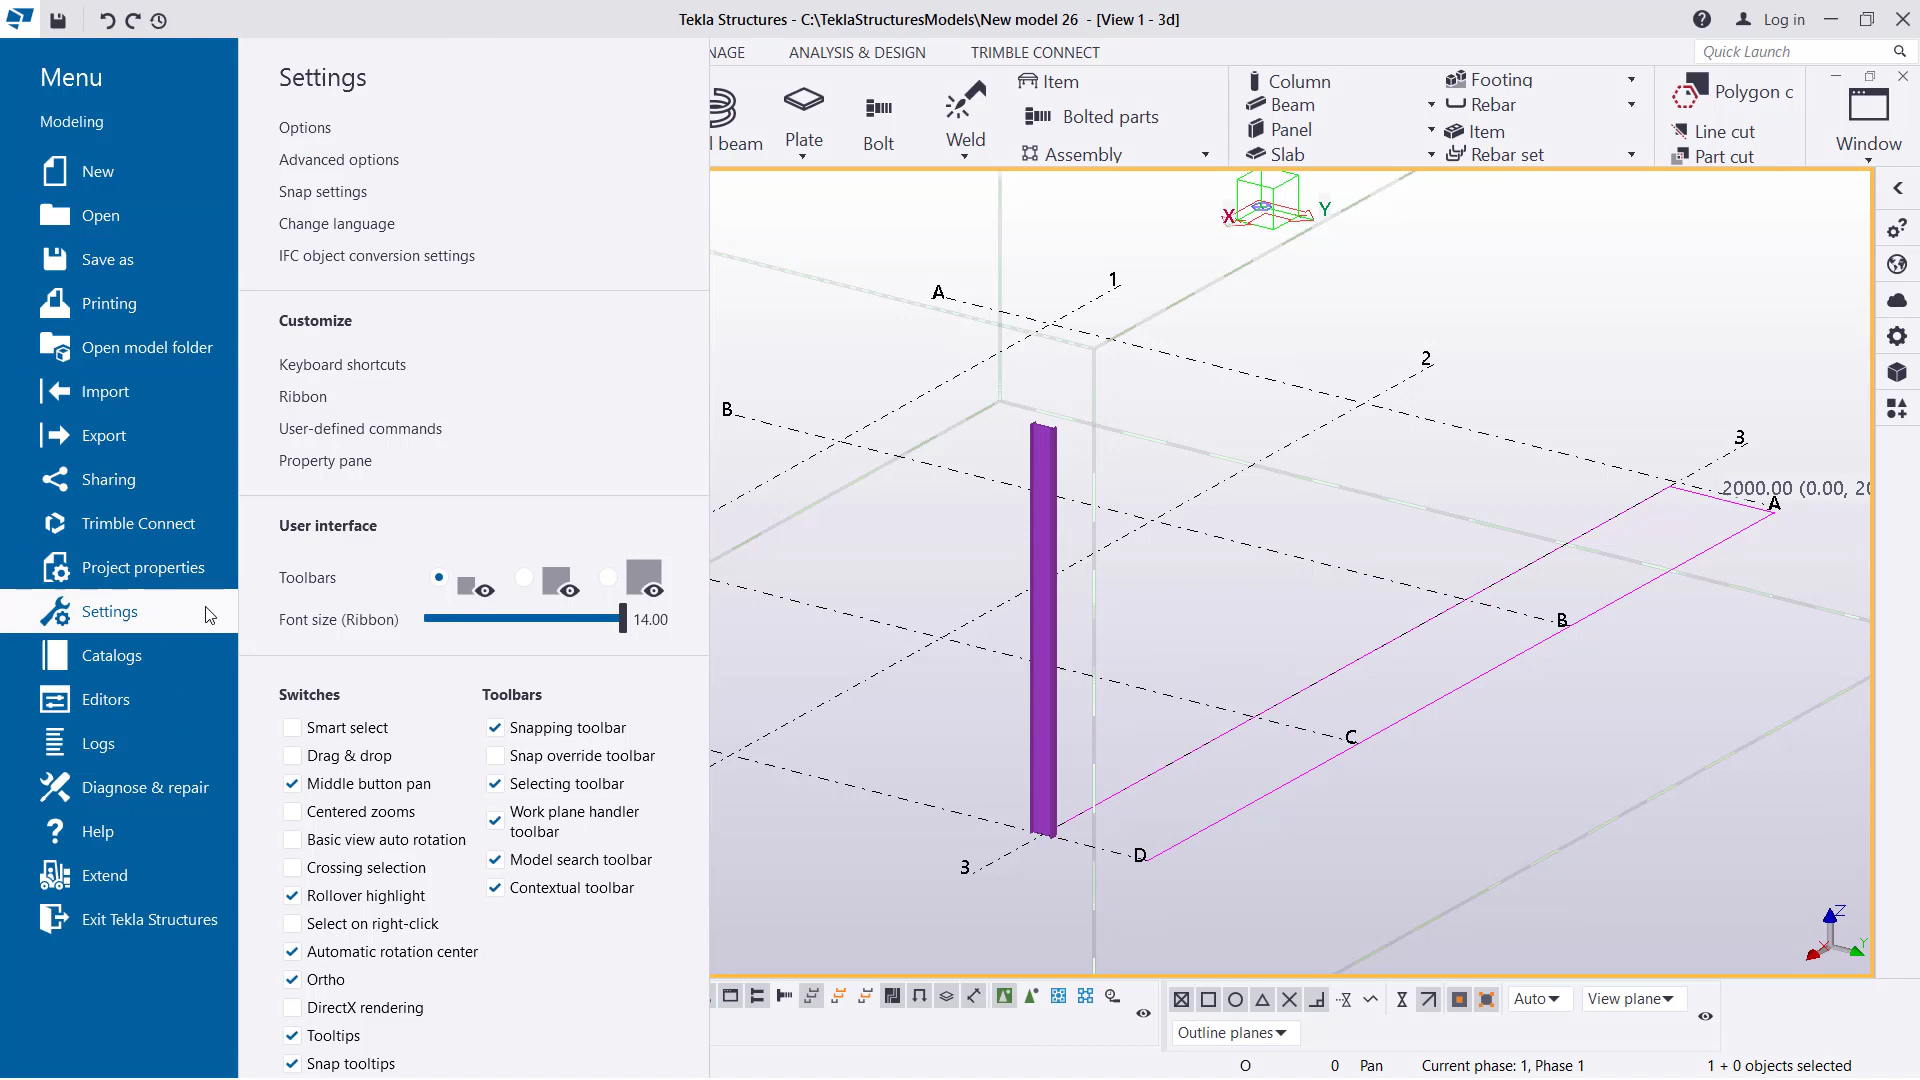 Tekla Structures - C:\TeklaStructuresModels\New model 26 - [View 1 - 3d]
Log in
Menu
Modeling
New
Open
Save as
Printing
Open model folder
Import
Export
Sharing
Trimble Connect
Project properties
Settings
Catalogs
Editors
Logs
Diagnose & repair
Help
Extend
Exit Tekla Structures
Settings
Options
Advanced options
Snap settings
Change language
IFC object conversion settings
Customize
Keyboard shortcuts
Ribbon
User-defined commands
Property pane
User interface
Toolbars
Font size (Ribbon)
14.00
Switches
Smart select
Drag & drop
Middle button pan
Centered zooms
Basic view auto rotation
Crossing selection
Rollover highlight
Select on right-click
Automatic rotation center
Ortho
DirectX rendering
Tooltips
Snap tooltips
Toolbars
Snapping toolbar
Snap override toolbar
Selecting toolbar
Work plane handler
toolbar
Model search toolbar
Contextual toolbar
NAGE
ANALYSIS & DESIGN
TRIMBLE CONNECT
Quick Launch
l beam
Plate
Bolt
Weld
Item
Bolted parts
Assembly
Column
Beam
Panel
Slab
Footing
Rebar
Item
Rebar set
Polygon c
Line cut
Part cut
Window
X
Y
A
1
2
B
3
2000.00 (0.00, 20
A
B
C
D
3
Z
Y
X
Auto
View plane
Outline planes
O
0
Pan
Current phase: 1, Phase 1
1 + 0 objects selected